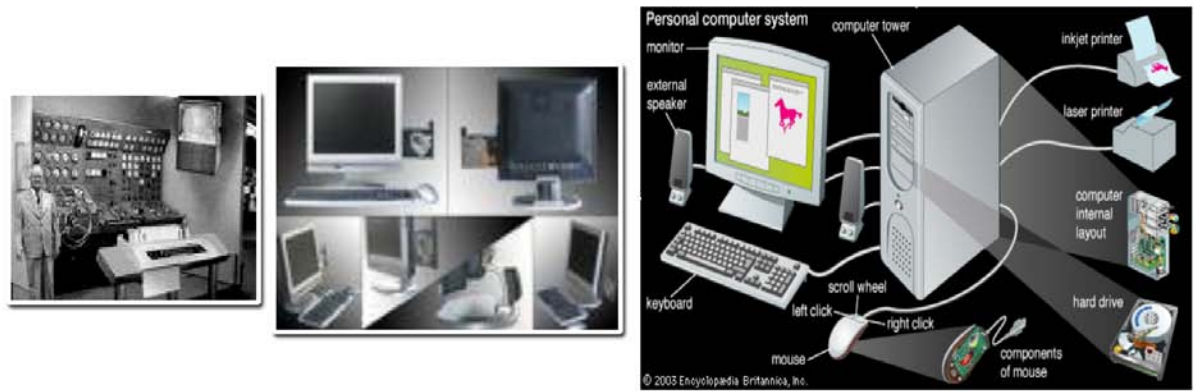 Personal computer system
computer tower
monitor
inkjet printer
external
speaker
laser printer
computer
internal
layout
keyboard
scroll wheel
left click
right click
hard drive
mouse
components
of mouse
© 2003 Encyclopædia Britannica, Inc.